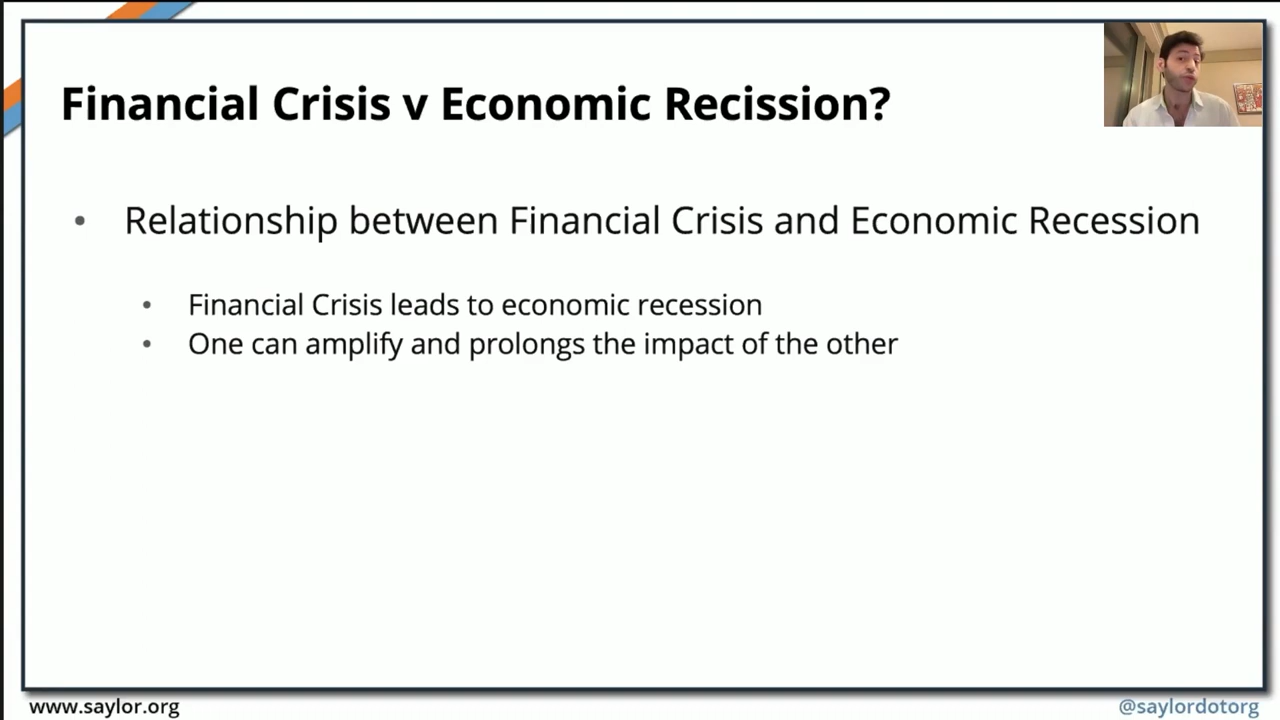 Financial Crisis v Economic Recission?
• Relationship between Financial Crisis and Economic Recession
• Financial Crisis leads to economic recession
• One can amplify and prolongs the impact of the other
www.saylor.org
@saylordotorg